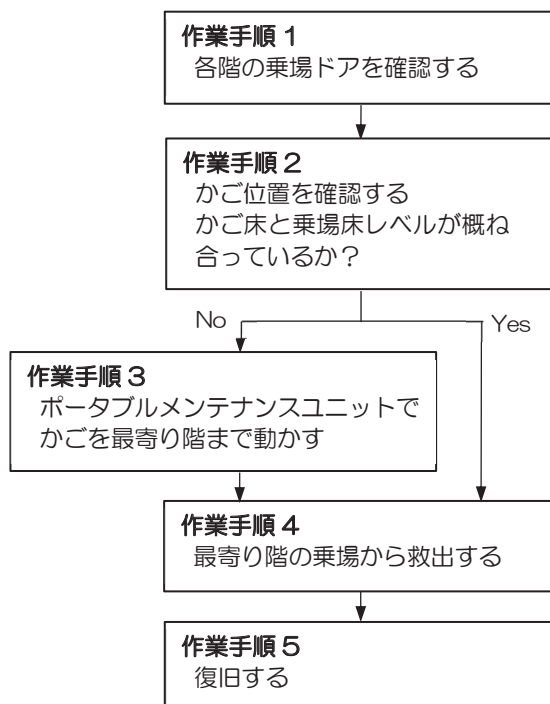 作業手順1
各階の乗場ドアを確認する
作業手順2
かご位置を確認する
かご床と乗場床レベルが概ね
合っているか？
No
Yes
作業手順3
ポータブルメンテナンスユニットで
かごを最寄り階まで動かす
作業手順4
最寄り階の乗場から救出する
作業手順5
復旧する